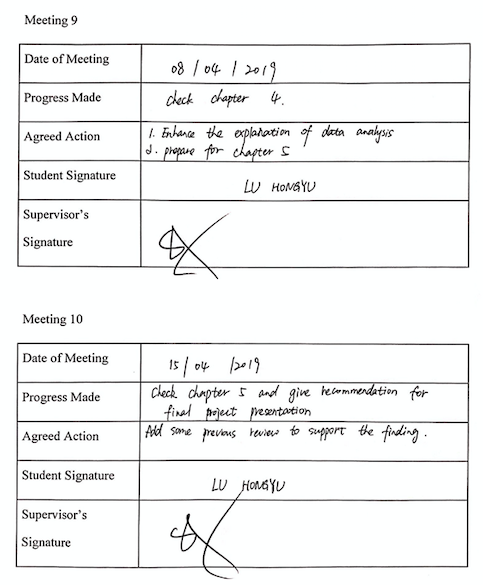 Meeting 9
Date of Meeting
08 / 04 / 2019
Progress Made
check chapter 4.
Agreed Action
1. Enhance the explanation of data analysis
2. prepare for chapter 5
Student Signature
LU HONGYU
Supervisor's
Signature
Meeting 10
Date of Meeting
15 / 04 / 2019
Progress Made
Check chapter 5 and give recommendation for
final project presentation
Agreed Action
Add some previous review to support the finding.
Student Signature
LU HONGYU
Supervisor's
Signature